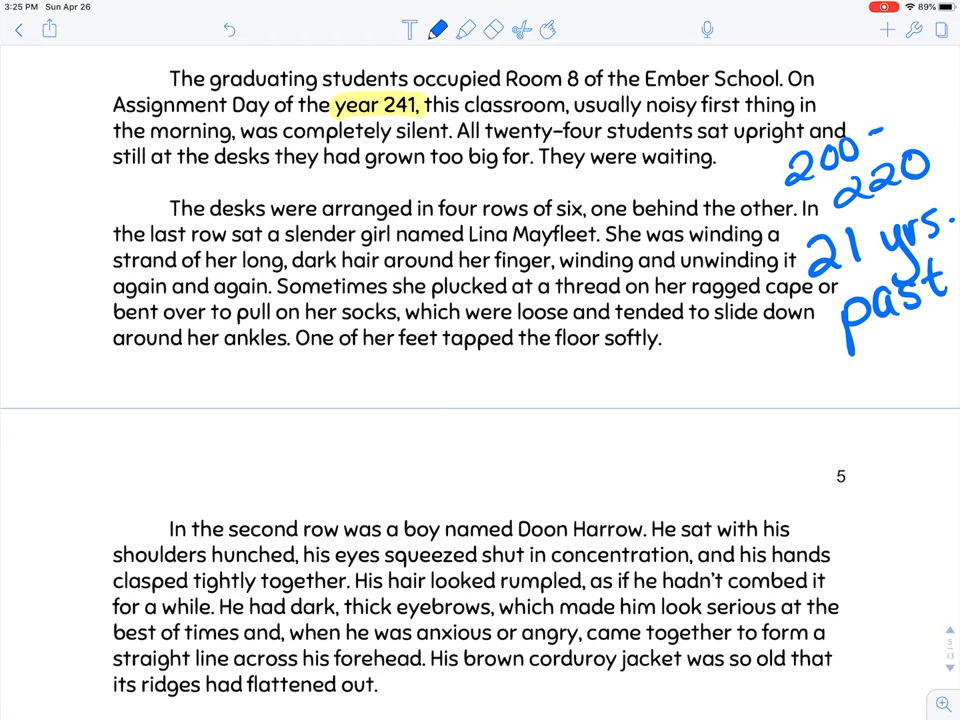 3:25 PM Sun Apr 26
89%
T
The graduating students occupied Room 8 of the Ember School. On
Assignment Day of the year 241, this classroom, usually noisy first thing in
the morning, was completely silent. All twenty-four students sat upright and
still at the desks they had grown too big for. They were waiting.
200-
220
21 yrs.
past
The desks were arranged in four rows of six, one behind the other. In
the last row sat a slender girl named Lina Mayfleet. She was winding a
strand of her long, dark hair around her finger, winding and unwinding it
again and again. Sometimes she plucked at a thread on her ragged cape or
bent over to pull on her socks, which were loose and tended to slide down
around her ankles. One of her feet tapped the floor softly.
5
In the second row was a boy named Doon Harrow. He sat with his
shoulders hunched, his eyes squeezed shut in concentration, and his hands
clasped tightly together. His hair looked rumpled, as if he hadn't combed it
for a while. He had dark, thick eyebrows, which made him look serious at the
best of times and, when he was anxious or angry, came together to form a
straight line across his forehead. His brown corduroy jacket was so old that
its ridges had flattened out.
5
13